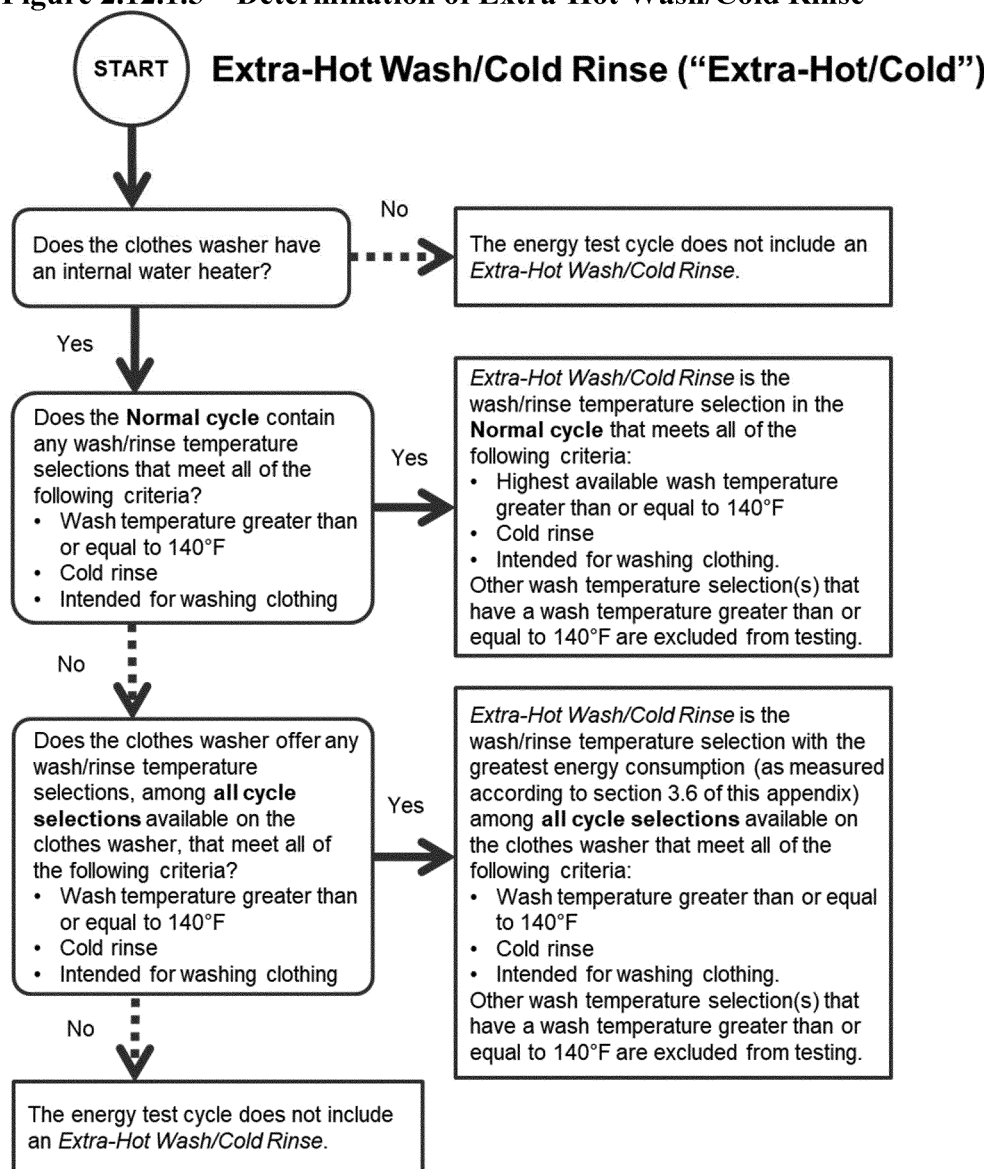 Figure 2.12.1.5 Determination of Extra-Hot Wash/Cold Rinse
START
Extra-Hot Wash/Cold Rinse (“Extra-Hot/Cold”)
Does the clothes washer have
an internal water heater?
No
The energy test cycle does not include an
Extra-Hot Wash/Cold Rinse.
Yes
Does the Normal cycle contain
any wash/rinse temperature
selections that meet all of the
following criteria?
• Wash temperature greater than
or equal to 140°F
• Cold rinse
• Intended for washing clothing
Yes
Extra-Hot Wash/Cold Rinse is the
wash/rinse temperature selection in the
Normal cycle that meets all of the
following criteria:
• Highest available wash temperature
greater than or equal to 140°F
• Cold rinse
• Intended for washing clothing.
Other wash temperature selection(s) that
have a wash temperature greater than or
equal to 140°F are excluded from testing.
No
Does the clothes washer offer any
wash/rinse temperature
selections, among all cycle
selections available on the
clothes washer, that meet all of
the following criteria?
• Wash temperature greater than
or equal to 140°F
• Cold rinse
• Intended for washing clothing
Yes
Extra-Hot Wash/Cold Rinse is the
wash/rinse temperature selection with the
greatest energy consumption (as measured
according to section 3.6 of this appendix)
among all cycle selections available on
the clothes washer that meet all of the
following criteria:
• Wash temperature greater than or equal
to 140°F
• Cold rinse
• Intended for washing clothing.
Other wash temperature selection(s) that
have a wash temperature greater than or
equal to 140°F are excluded from testing.
No
The energy test cycle does not include
an Extra-Hot Wash/Cold Rinse.